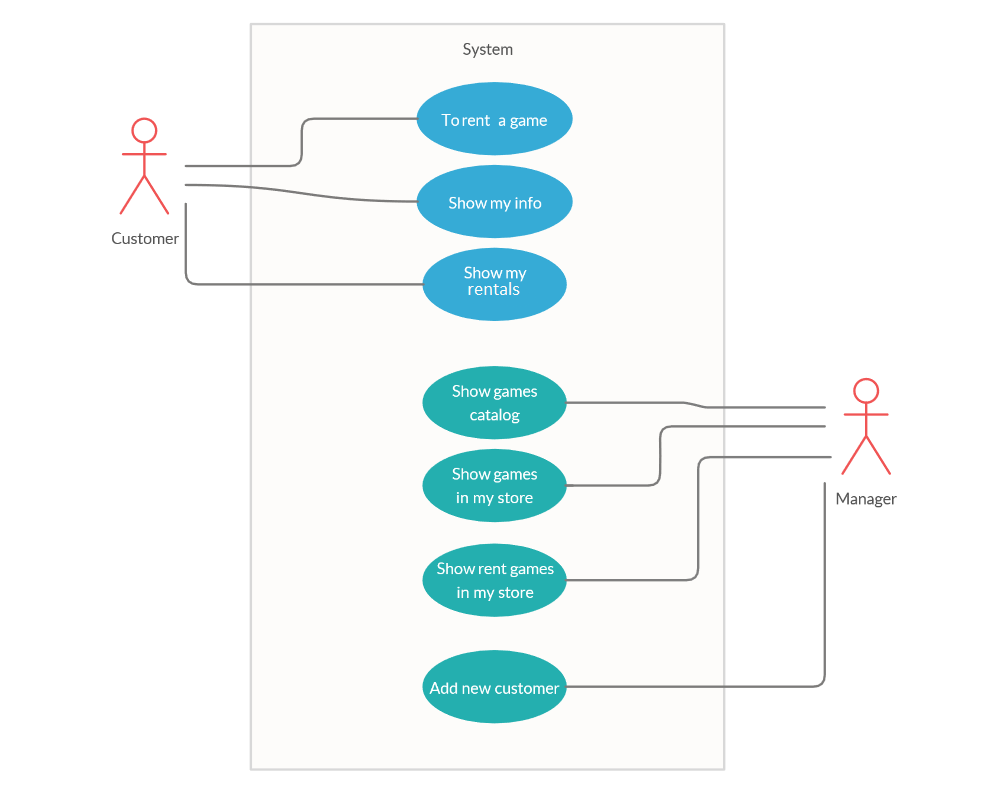 System
To rent a game
Show my info
Show my
rentals
Customer
Show games
catalog
Show games
in my store
Manager
Show rent games
in my store
Add new customer